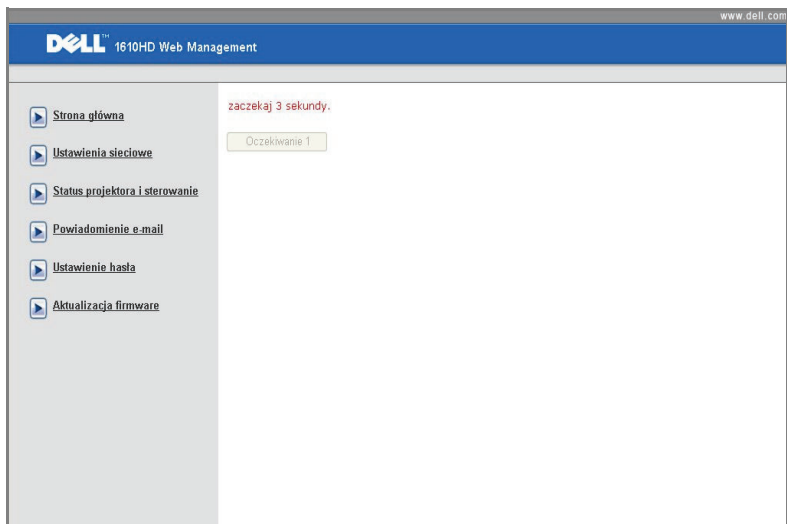 www.dell.com
DELL™ 1610HD Web Management
Strona główna
Ustawienia sieciowe
Status projektora i sterowanie
Powiadomienie e-mail
Ustawienie hasła
Aktualizacja firmware
zaczekaj 3 sekundy.
Oczekiwanie 1